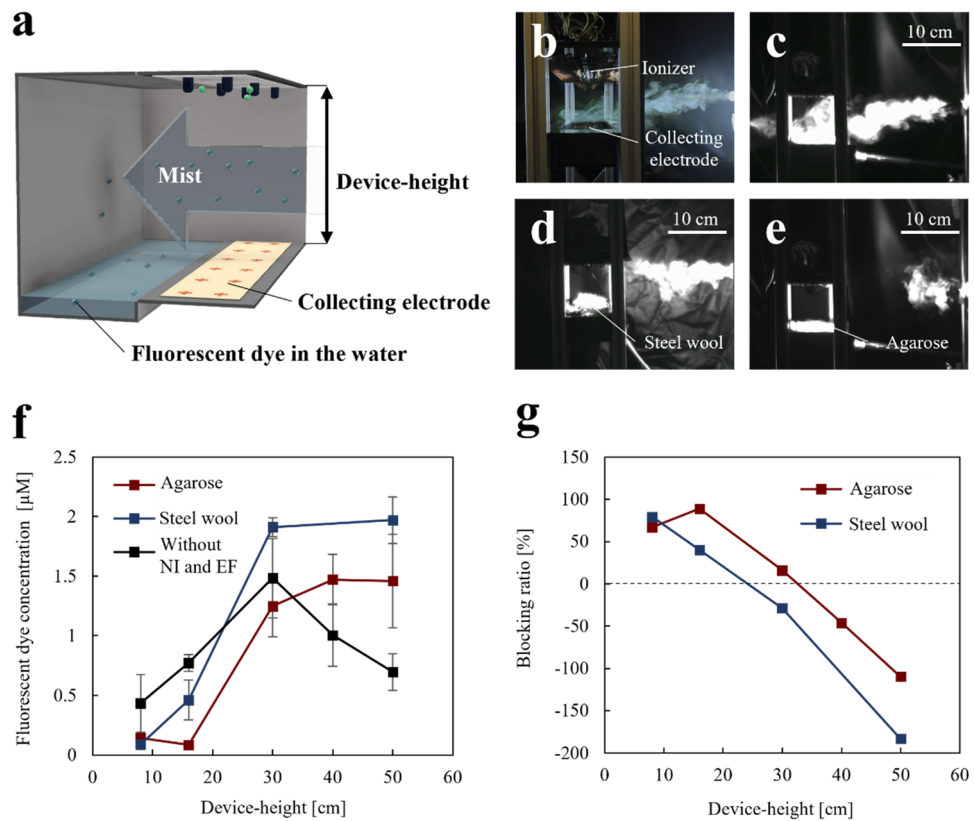 a
Mist
Device-height
Collecting electrode
Fluorescent dye in the water
b
Ionizer
Collecting
electrode
c
10 cm
d
10 cm
Steel wool
e
10 cm
Agarose
f
Fluorescent dye concentration [μM]
2.5
2
1.5
1
0.5
0
0
10
20
30
40
50
60
Device-height [cm]
Agarose
Steel wool
Without
NI and EF
g
Blocking ratio [%]
150
100
50
0
-50
-100
-150
-200
0
10
20
30
40
50
60
Device-height [cm]
Agarose
Steel wool